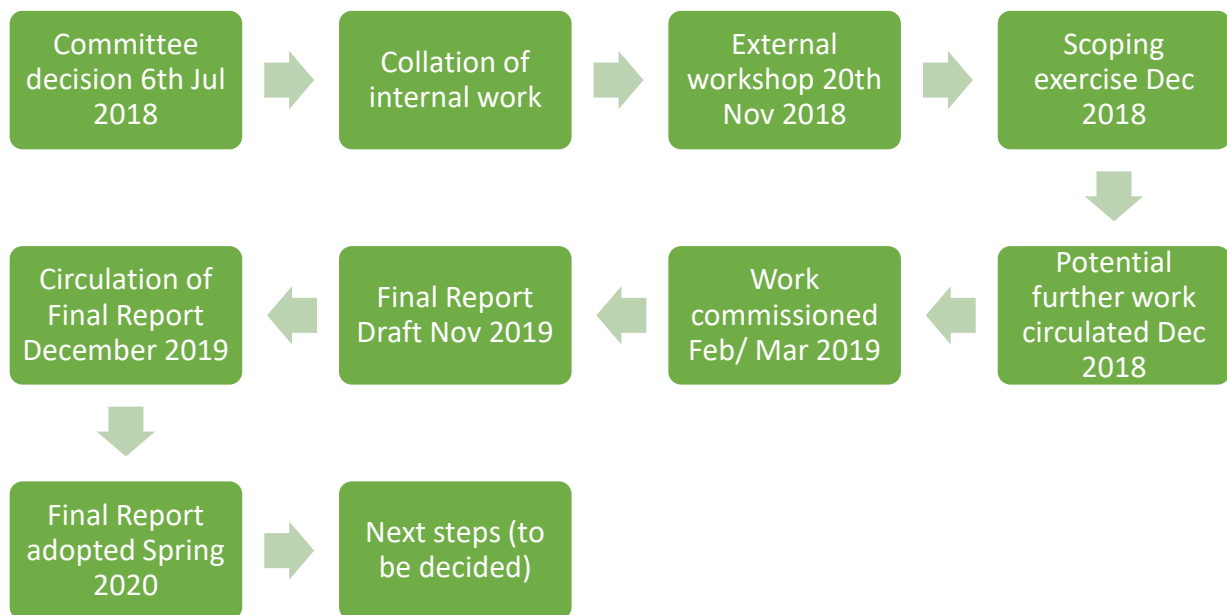 Committee
decision 6th Jul
2018
Collation of
internal work
External
workshop 20th
Nov 2018
Scoping
exercise Dec
2018
Potential
further work
circulated Dec
2018
Work
commissioned
Feb/ Mar 2019
Final Report
Draft Nov 2019
Circulation of
Final Report
December 2019
Final Report
adopted Spring
2020
Next steps (to
be decided)